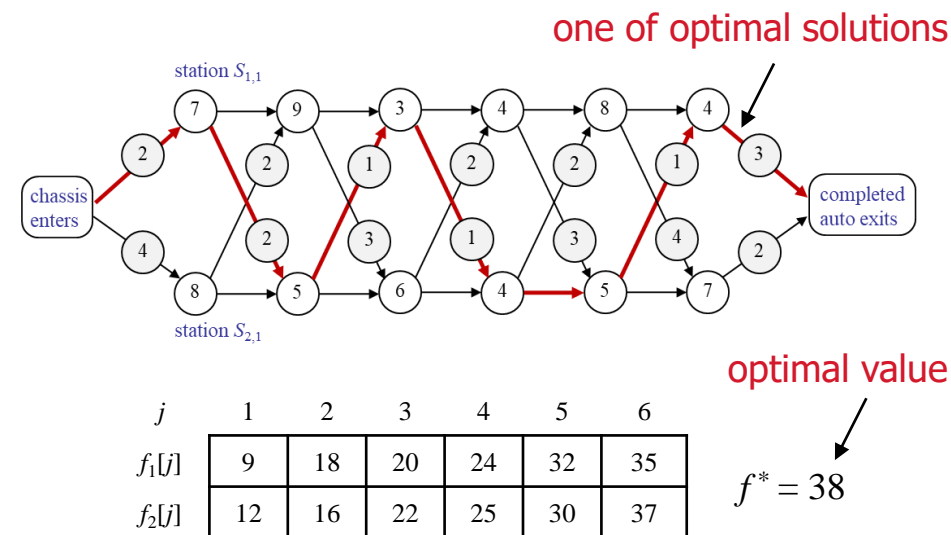 one of optimal solutions
station S1,1
7 9 3 4 8 4
2 2 1 2 2 1 3
chassis
enters
completed
auto exits
4 2 3 1 3 4 2
8 5 6 4 5 7
station S2,1
optimal value
j 1 2 3 4 5 6
f1[j] 9 18 20 24 32 35
f* = 38
f2[j] 12 16 22 25 30 37